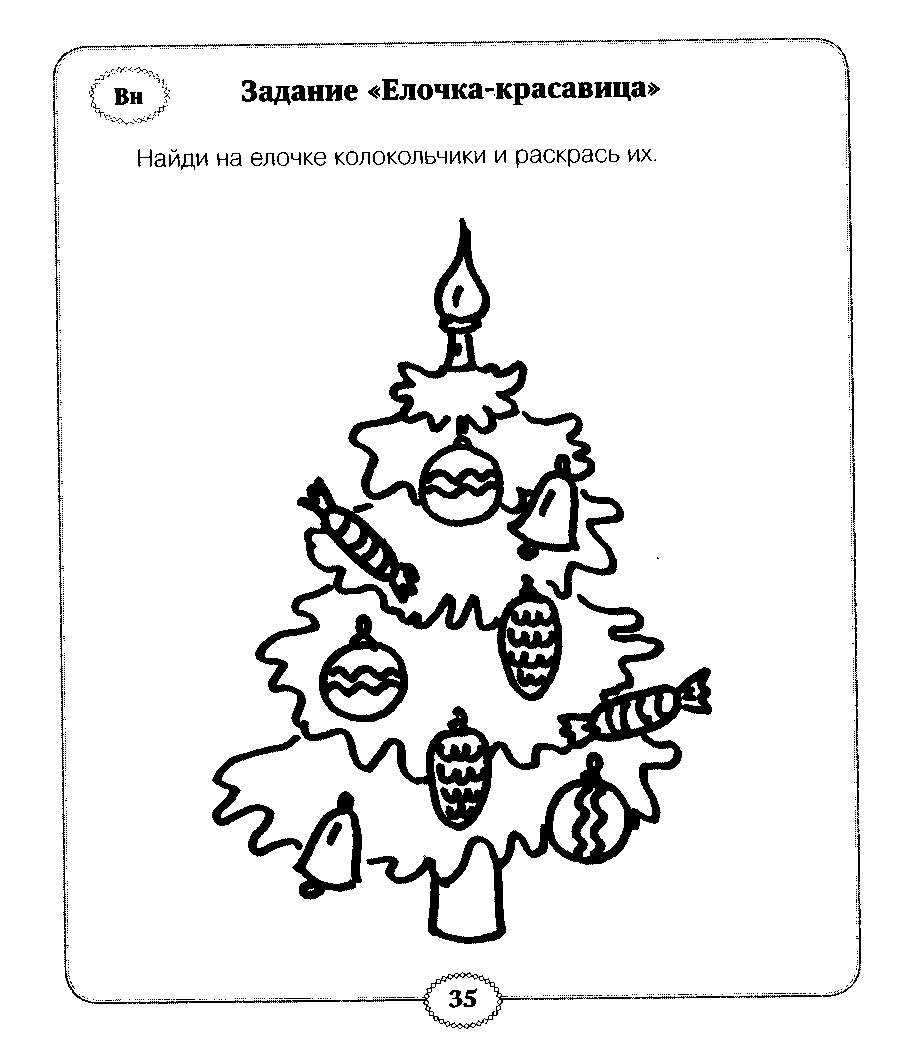 Вн
Задание «Елочка-красавица»
Найди на елочке колокольчики и раскрась их.
35